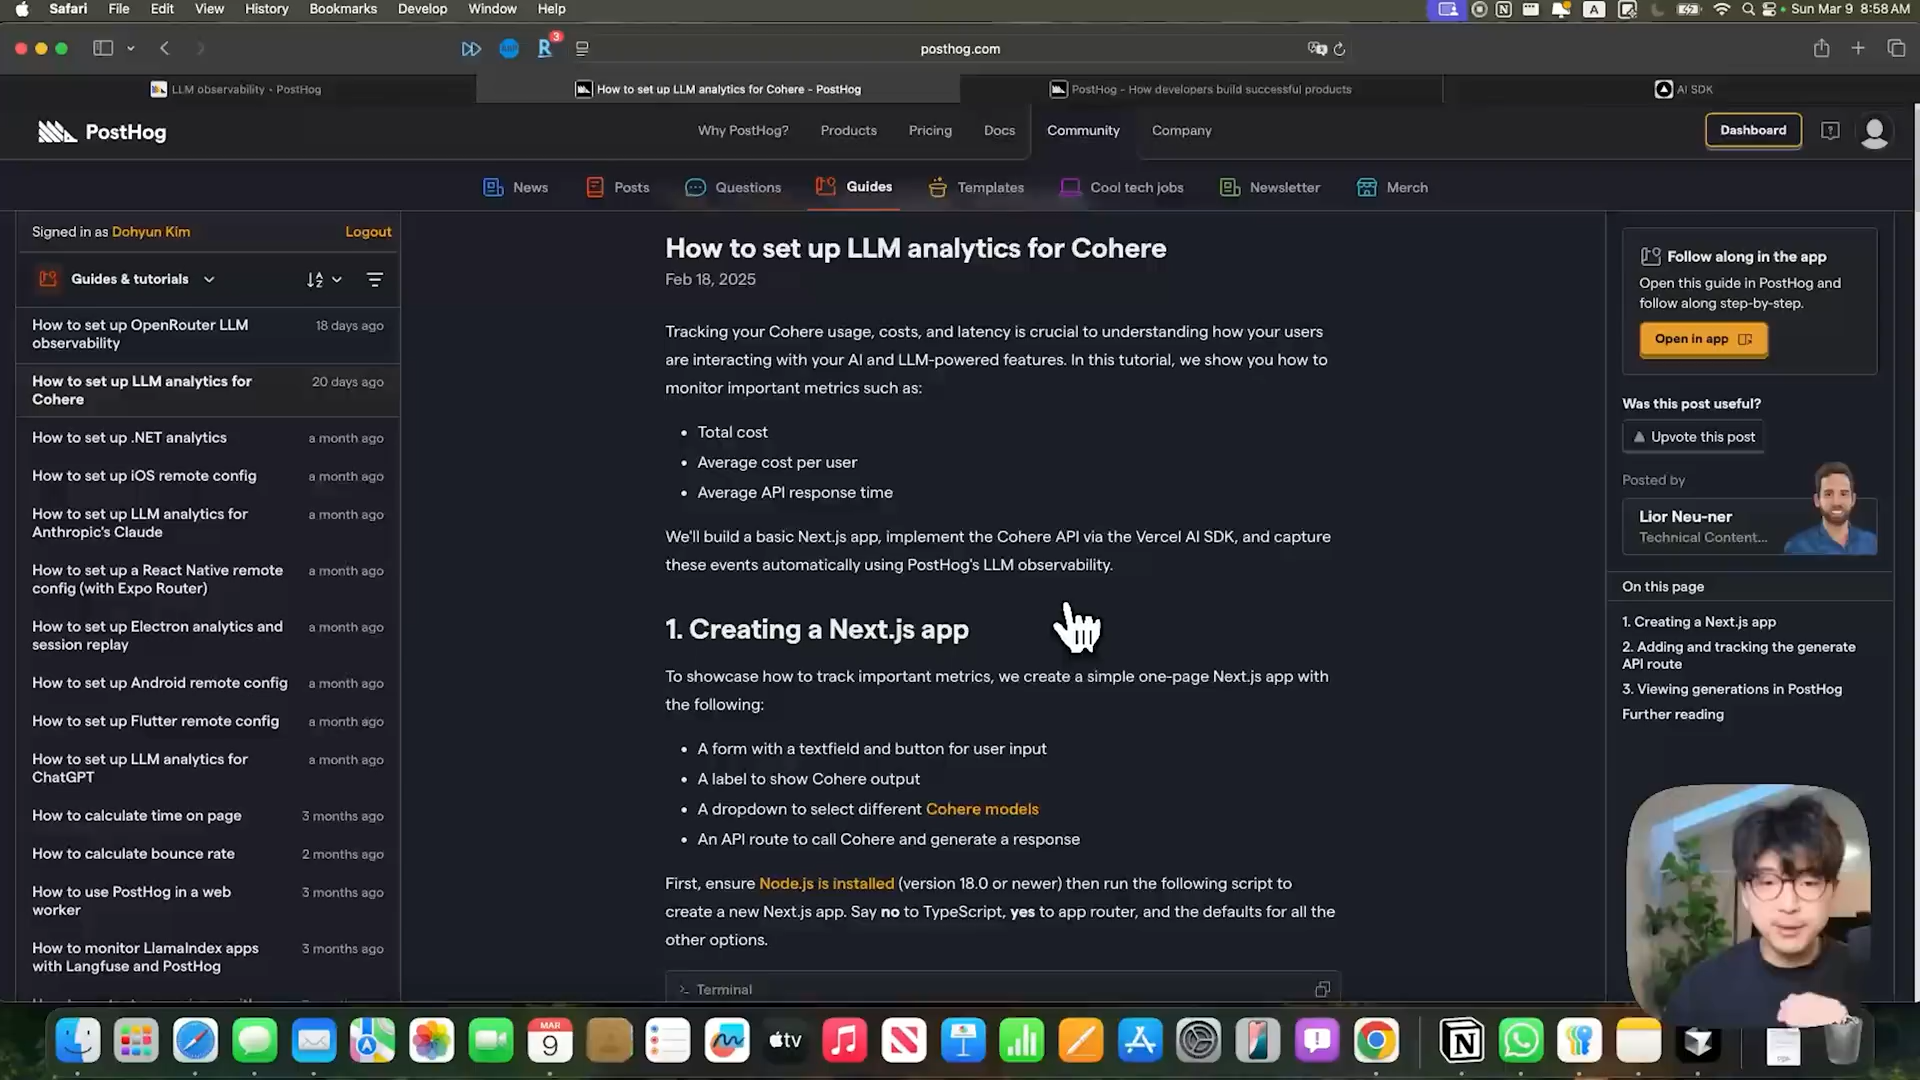 Safari File Edit View History Bookmarks Develop Window Help
A
Sun Mar 9 8:58 AM
R 3
posthog.com
LLM observability • PostHog
How to set up LLM analytics for Cohere - PostHog
PostHog - How developers build successful products
AI SDK
PostHog
Why PostHog? Products Pricing Docs Community Company
Dashboard
News Posts Questions Guides Templates Cool tech jobs Newsletter Merch
Signed in as Dohyun Kim
Logout
Guides & tutorials
How to set up OpenRouter LLM
observability
18 days ago
How to set up LLM analytics for
Cohere
20 days ago
How to set up .NET analytics
a month ago
How to set up iOS remote config
a month ago
How to set up LLM analytics for
Anthropic's Claude
a month ago
How to set up a React Native remote
config (with Expo Router)
a month ago
How to set up Electron analytics and
session replay
a month ago
How to set up Android remote config
a month ago
How to set up Flutter remote config
a month ago
How to set up LLM analytics for
ChatGPT
a month ago
How to calculate time on page
3 months ago
How to calculate bounce rate
2 months ago
How to use PostHog in a web
worker
3 months ago
How to monitor LlamaIndex apps
with Langfuse and PostHog
3 months ago
How to set up LLM analytics for Cohere
Feb 18, 2025
Tracking your Cohere usage, costs, and latency is crucial to understanding how your users
are interacting with your AI and LLM-powered features. In this tutorial, we show you how to
monitor important metrics such as:
• Total cost
• Average cost per user
• Average API response time
We'll build a basic Next.js app, implement the Cohere API via the Vercel AI SDK, and capture
these events automatically using PostHog's LLM observability.
1. Creating a Next.js app
To showcase how to track important metrics, we create a simple one-page Next.js app with
the following:
• A form with a textfield and button for user input
• A label to show Cohere output
• A dropdown to select different Cohere models
• An API route to call Cohere and generate a response
First, ensure Node.js is installed (version 18.0 or newer) then run the following script to
create a new Next.js app. Say no to TypeScript, yes to app router, and the defaults for all the
other options.
Terminal
Follow along in the app
Open this guide in PostHog and
follow along step-by-step.
Open in app
Was this post useful?
Upvote this post
Posted by
Lior Neu-ner
Technical Content...
On this page
1. Creating a Next.js app
2. Adding and tracking the generate
API route
3. Viewing generations in PostHog
Further reading
MAR
9
tv